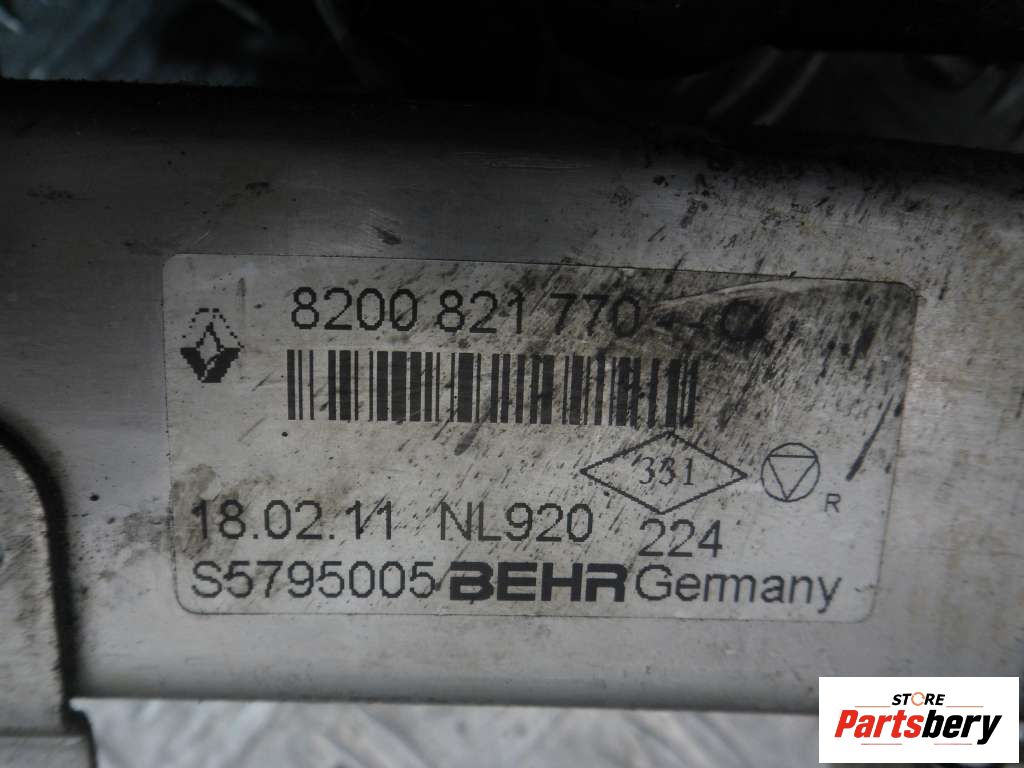 8200 821 770
331
R
18.02.11 NL920 224
S5795005 BEHR Germany
STORE
Partsbery